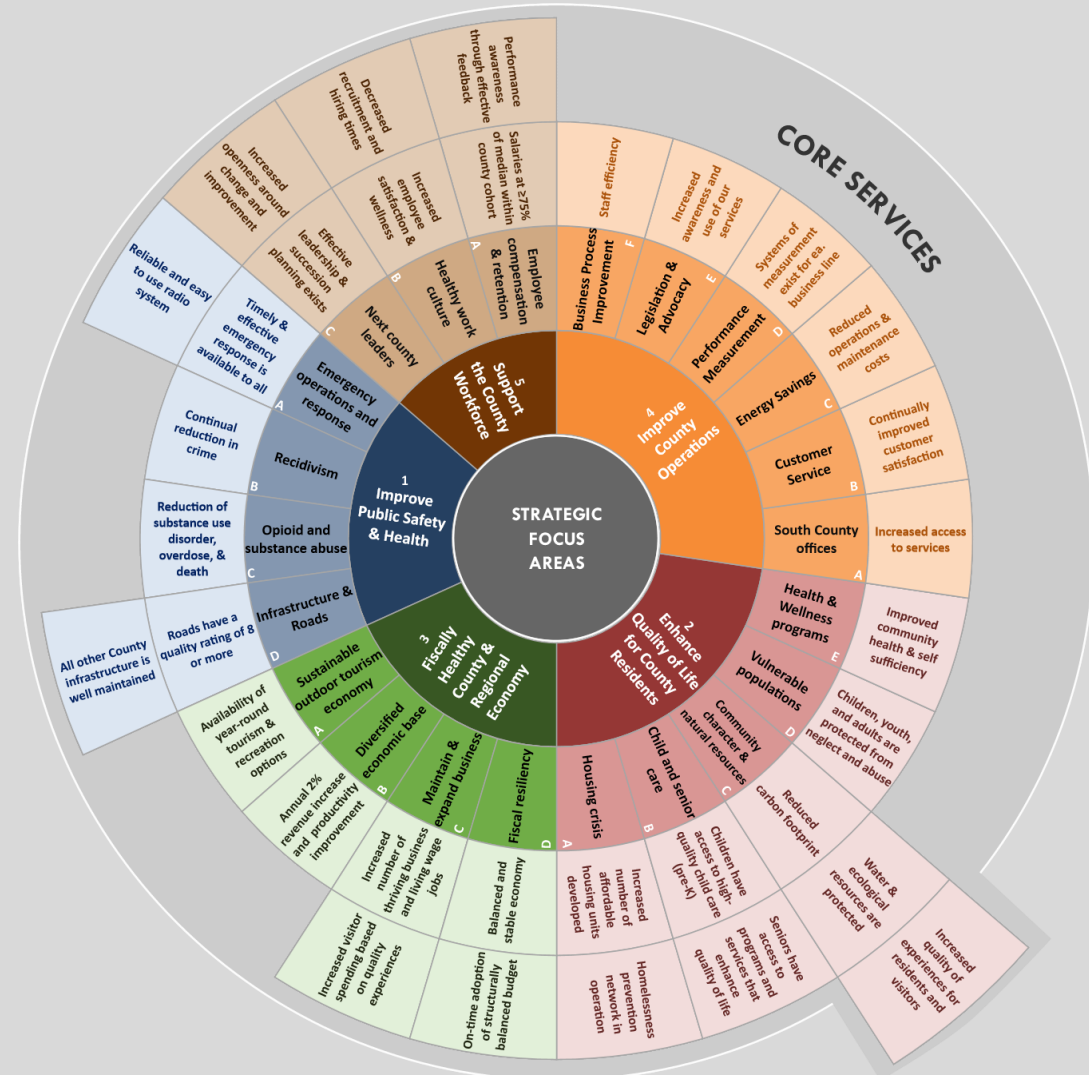 CORE SERVICES
STRATEGIC
FOCUS
AREAS
1
Improve
Public Safety
& Health
A
Emergency
operations and
response
Timely &
effective
emergency
response is
available to all
Reliable and easy
to use radio
system
B
Recidivism
Continual
reduction in
crime
C
Opioid and
substance abuse
Reduction of
substance use
disorder,
overdose, &
death
D
Infrastructure &
Roads
Roads have a
quality rating of 8
or more
All other County
infrastructure is
well maintained
2
Enhance
Quality of Life
for County
Residents
A
Housing crisis
Increased
number of
affordable
housing units
developed
Homelessness
prevention
network in
operation
B
Child and senior
care
Children have
access to high-
quality child care
(pre-K)
Seniors have
access to
programs and
services that
enhance
quality of life
C
Community
character &
natural resources
Reduced
carbon footprint
Water &
ecological
resources are
protected
Increased
quality of
experiences for
residents and
visitors
D
Vulnerable
populations
Children, youth,
and adults are
protected from
neglect and abuse
E
Health &
Wellness
programs
Improved
community
health & self
sufficiency
3
Fiscally
Healthy
County &
Regional
Economy
A
Sustainable
outdoor tourism
economy
Availability of
year-round
tourism &
recreation
options
B
Diversified
economic base
Annual 2%
revenue increase
and productivity
improvement
C
Maintain &
expand business
Increased
number of
thriving business
and living wage
jobs
Increased visitor
spending based
on quality
experiences
D
Fiscal resiliency
Balanced and
stable economy
On-time adoption
of structurally
balanced budget
4
Improve
County
Operations
A
South County
offices
Increased access
to services
B
Customer
Service
Continually
improved
customer
satisfaction
C
Energy Savings
Reduced
operations &
maintenance
costs
D
Performance
Measurement
Systems of
measurement
exist for ea.
business line
E
Legislation &
Advocacy
Increased
awareness and
use of our
services
F
Business Process
Improvement
Staff efficiency
5
Support
the County
Workforce
A
Employee
compensation
& retention
Salaries at ≥75%
of median within
county cohort
Performance
awareness
through effective
feedback
B
Healthy work
culture
Increased
employee
satisfaction &
wellness
Decreased
recruitment and
hiring times
C
Next county
leaders
Effective
leadership &
succession
planning exists
Increased
openness around
change and
improvement